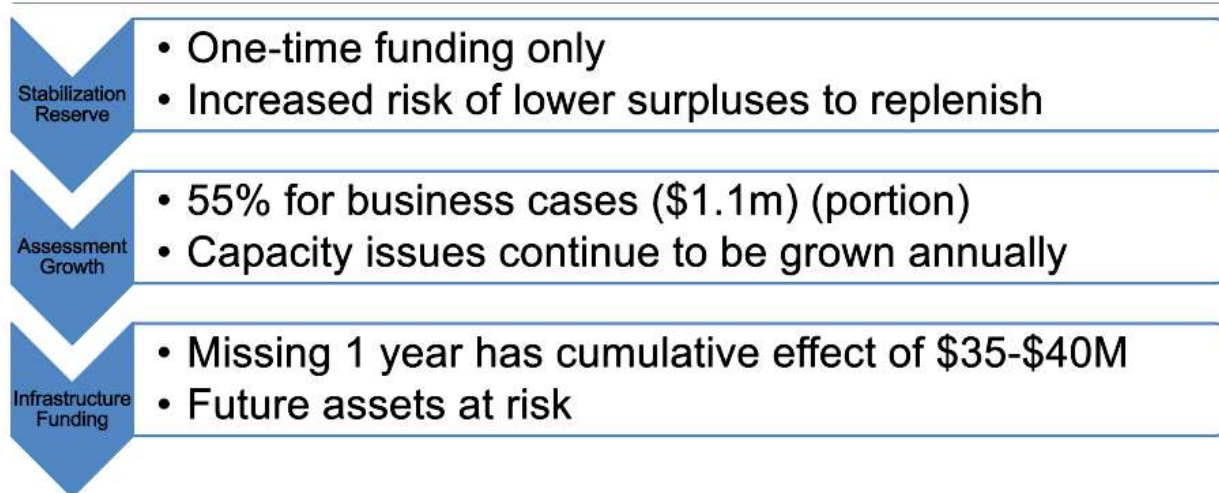 Stabilization
Reserve
• One-time funding only
• Increased risk of lower surpluses to replenish
Assessment
Growth
• 55% for business cases ($1.1m) (portion)
• Capacity issues continue to be grown annually
Infrastructure
Funding
• Missing 1 year has cumulative effect of $35-$40M
• Future assets at risk